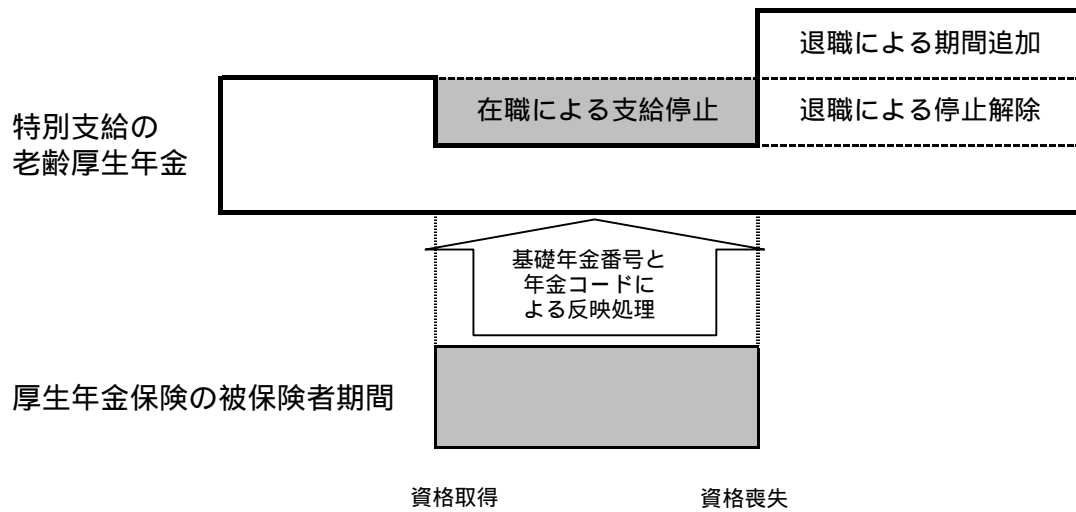 退職による期間追加
在職による支給停止
退職による停止解除
特別支給の
老齢厚生年金
基礎年金番号と
年金コードに
よる反映処理
厚生年金保険の被保険者期間
資格取得
資格喪失